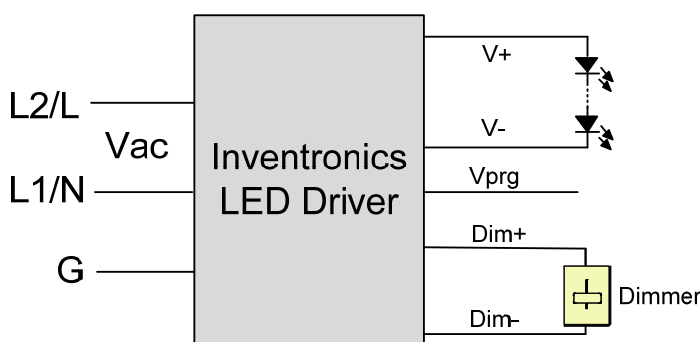 L2/L
Vac
L1/N
G
Inventronics
LED Driver
V+
V-
Vprg
Dim+
Dim-
Dimmer